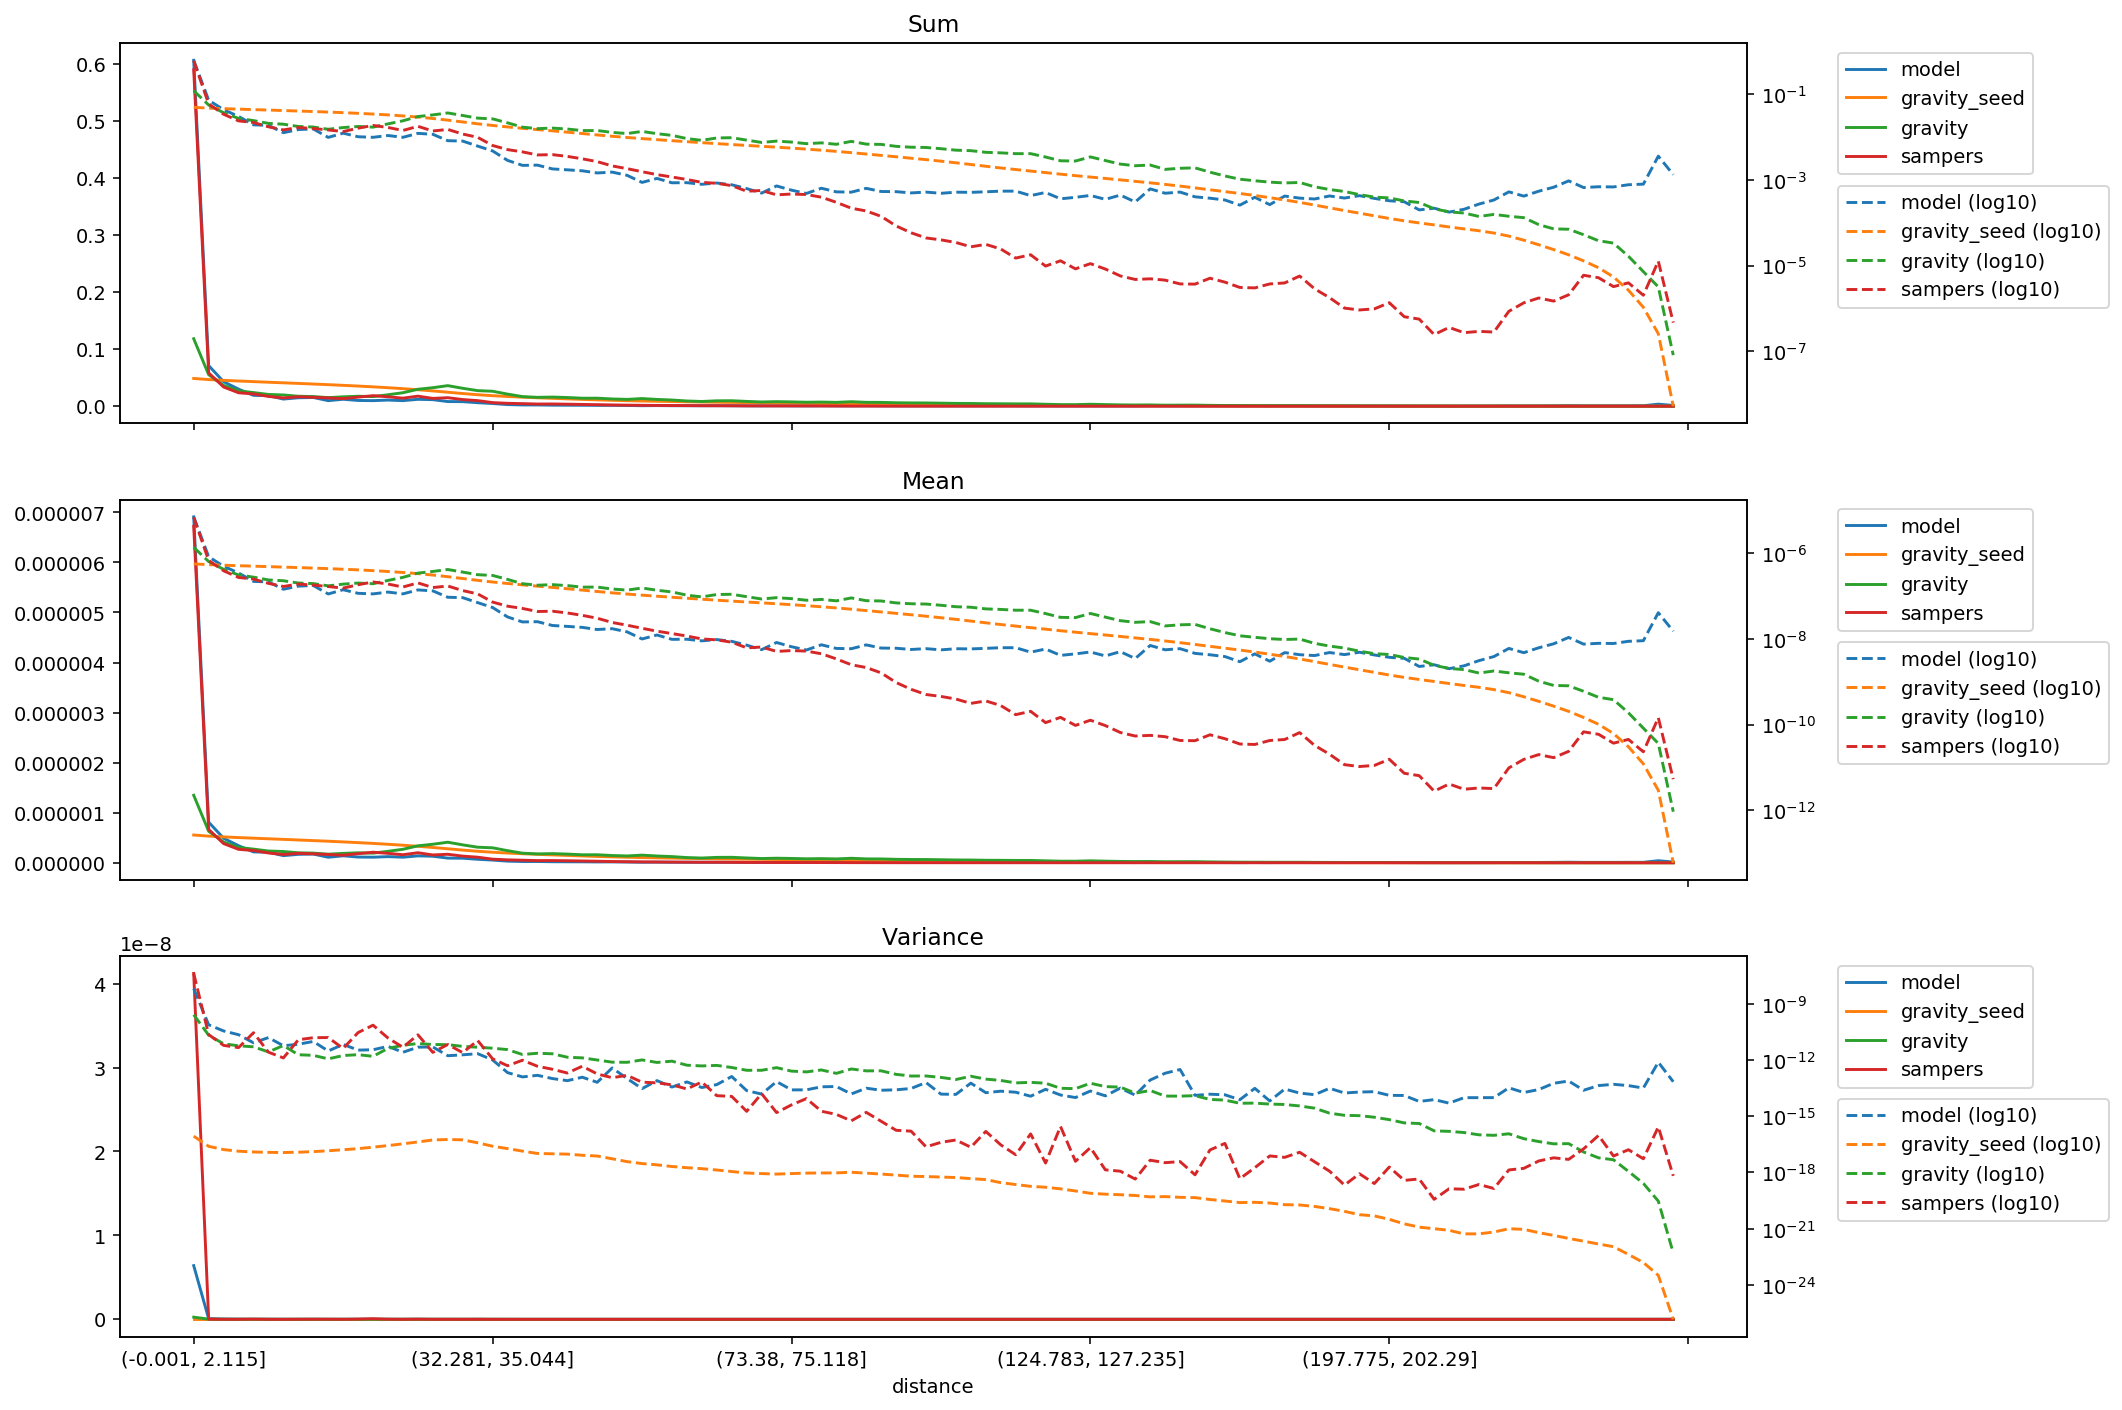 Sum
0.6
0.5
0.4
0.3
0.2
0.1
0.0
10⁻¹
10⁻³
10⁻⁵
10⁻⁷
model
gravity_seed
gravity
sampers
model (log10)
gravity_seed (log10)
gravity (log10)
sampers (log10)
Mean
0.000007
0.000006
0.000005
0.000004
0.000003
0.000002
0.000001
0.000000
10⁻⁶
10⁻⁸
10⁻¹⁰
10⁻¹²
model
gravity_seed
gravity
sampers
model (log10)
gravity_seed (log10)
gravity (log10)
sampers (log10)
Variance
1e−8
4
3
2
1
0
10⁻⁹
10⁻¹²
10⁻¹⁵
10⁻¹⁸
10⁻²¹
10⁻²⁴
model
gravity_seed
gravity
sampers
model (log10)
gravity_seed (log10)
gravity (log10)
sampers (log10)
(-0.001, 2.115] (32.281, 35.044] (73.38, 75.118] (124.783, 127.235] (197.775, 202.29]
distance